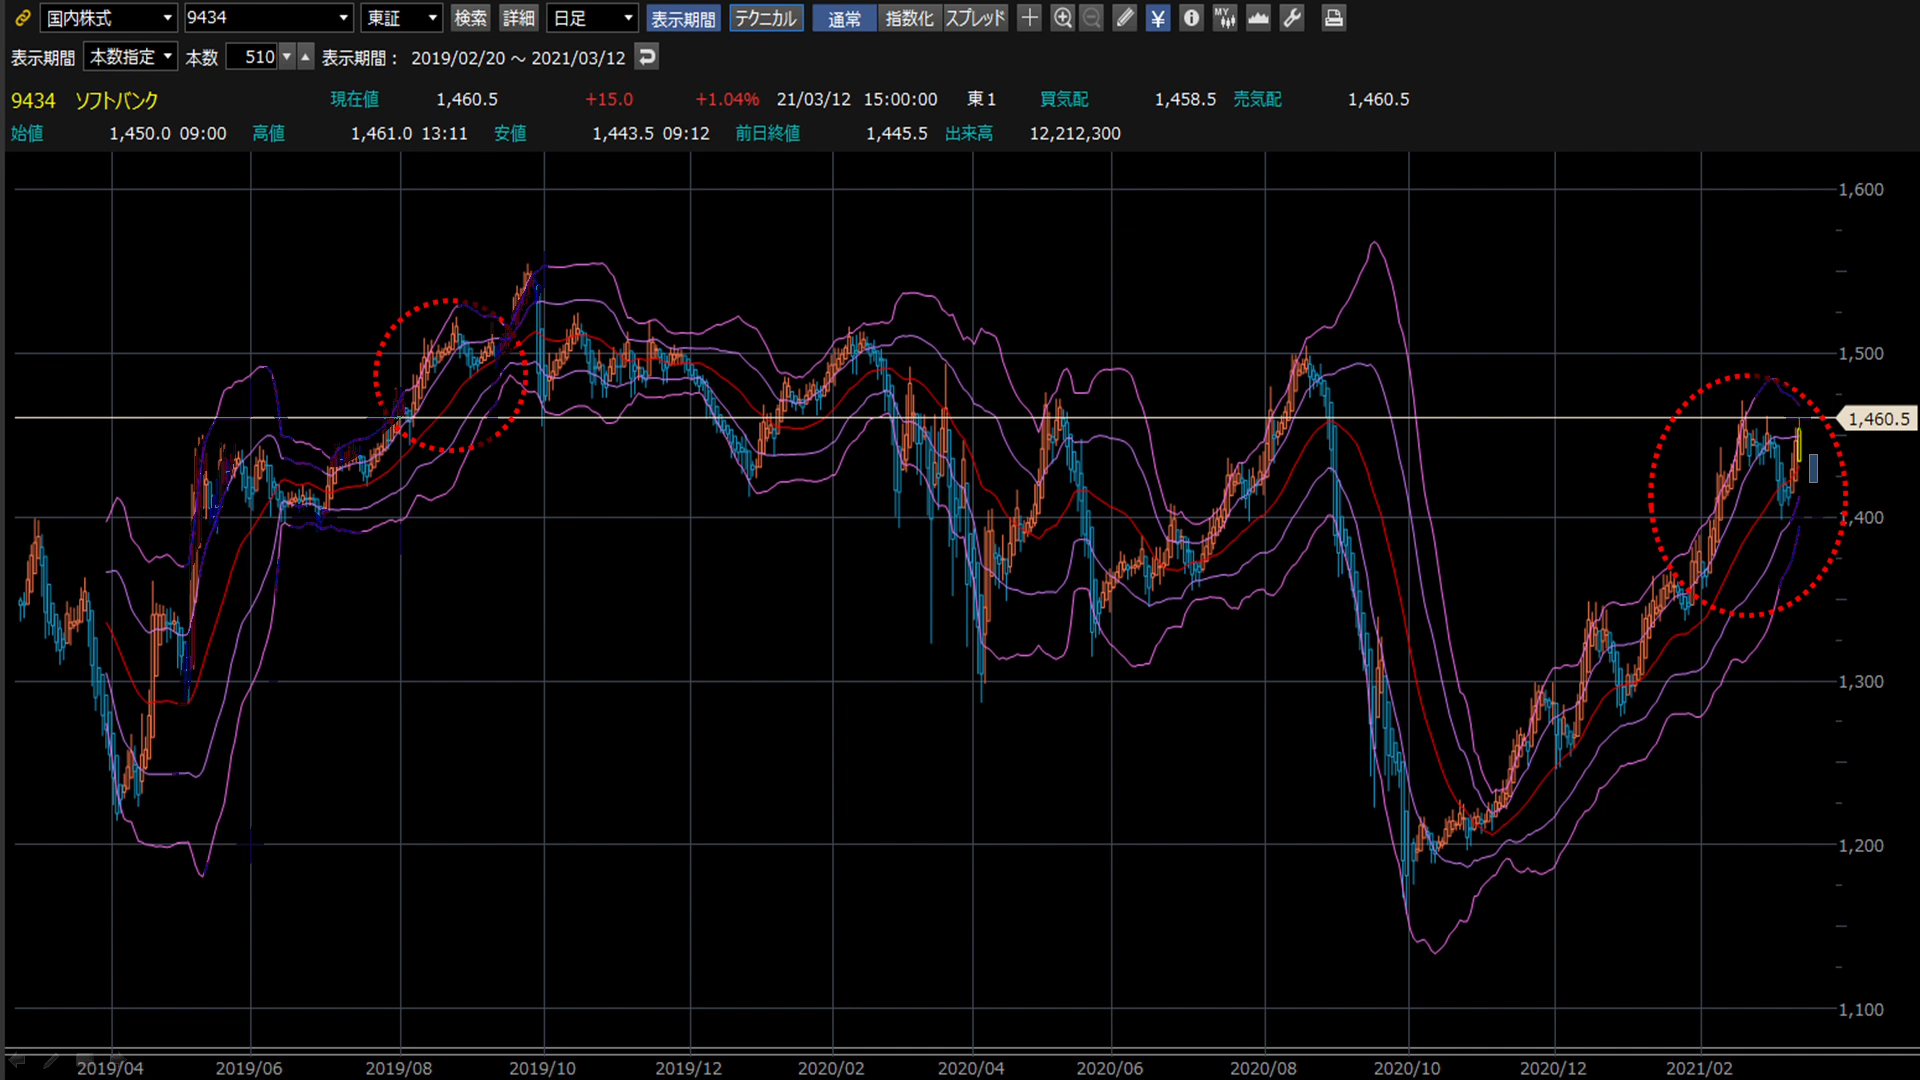 国内株式 9434 東証 検索 詳細 日足 表示期間 テクニカル 通常 指数化 スプレッド ¥ MY
表示期間 本数指定 本数 510 表示期間： 2019/02/20 ～ 2021/03/12
9434 ソフトバンク 現在値 1,460.5 +15.0 +1.04% 21/03/12 15:00:00 東1 買気配 1,458.5 売気配 1,460.5
始値 1,450.0 09:00 高値 1,461.0 13:11 安値 1,443.5 09:12 前日終値 1,445.5 出来高 12,212,300
1,600
1,500
1,460.5
1,400
1,300
1,200
1,100
2019/04 2019/06 2019/08 2019/10 2019/12 2020/02 2020/04 2020/06 2020/08 2020/10 2020/12 2021/02